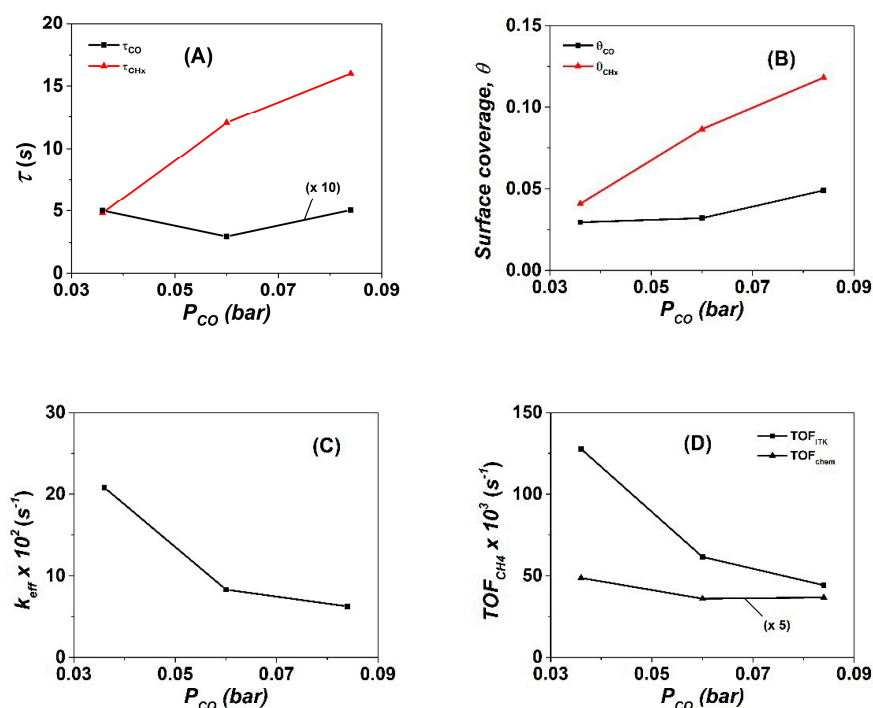 (A)
τCO
τCHx
(x 10)
τ (s)
20
15
10
5
0
0.03 0.05 0.07 0.09
PCO (bar)
(B)
θCO
θCHx
Surface coverage, θ
0.15
0.10
0.05
0.00
0.03 0.05 0.07 0.09
PCO (bar)
(C)
keff x 10² (s⁻¹)
30
20
10
0
0.03 0.05 0.07 0.09
PCO (bar)
(D)
TOFITK
TOFchem
(x 5)
TOFCH4 x 10³ (s⁻¹)
150
100
50
0
0.03 0.05 0.07 0.09
PCO (bar)